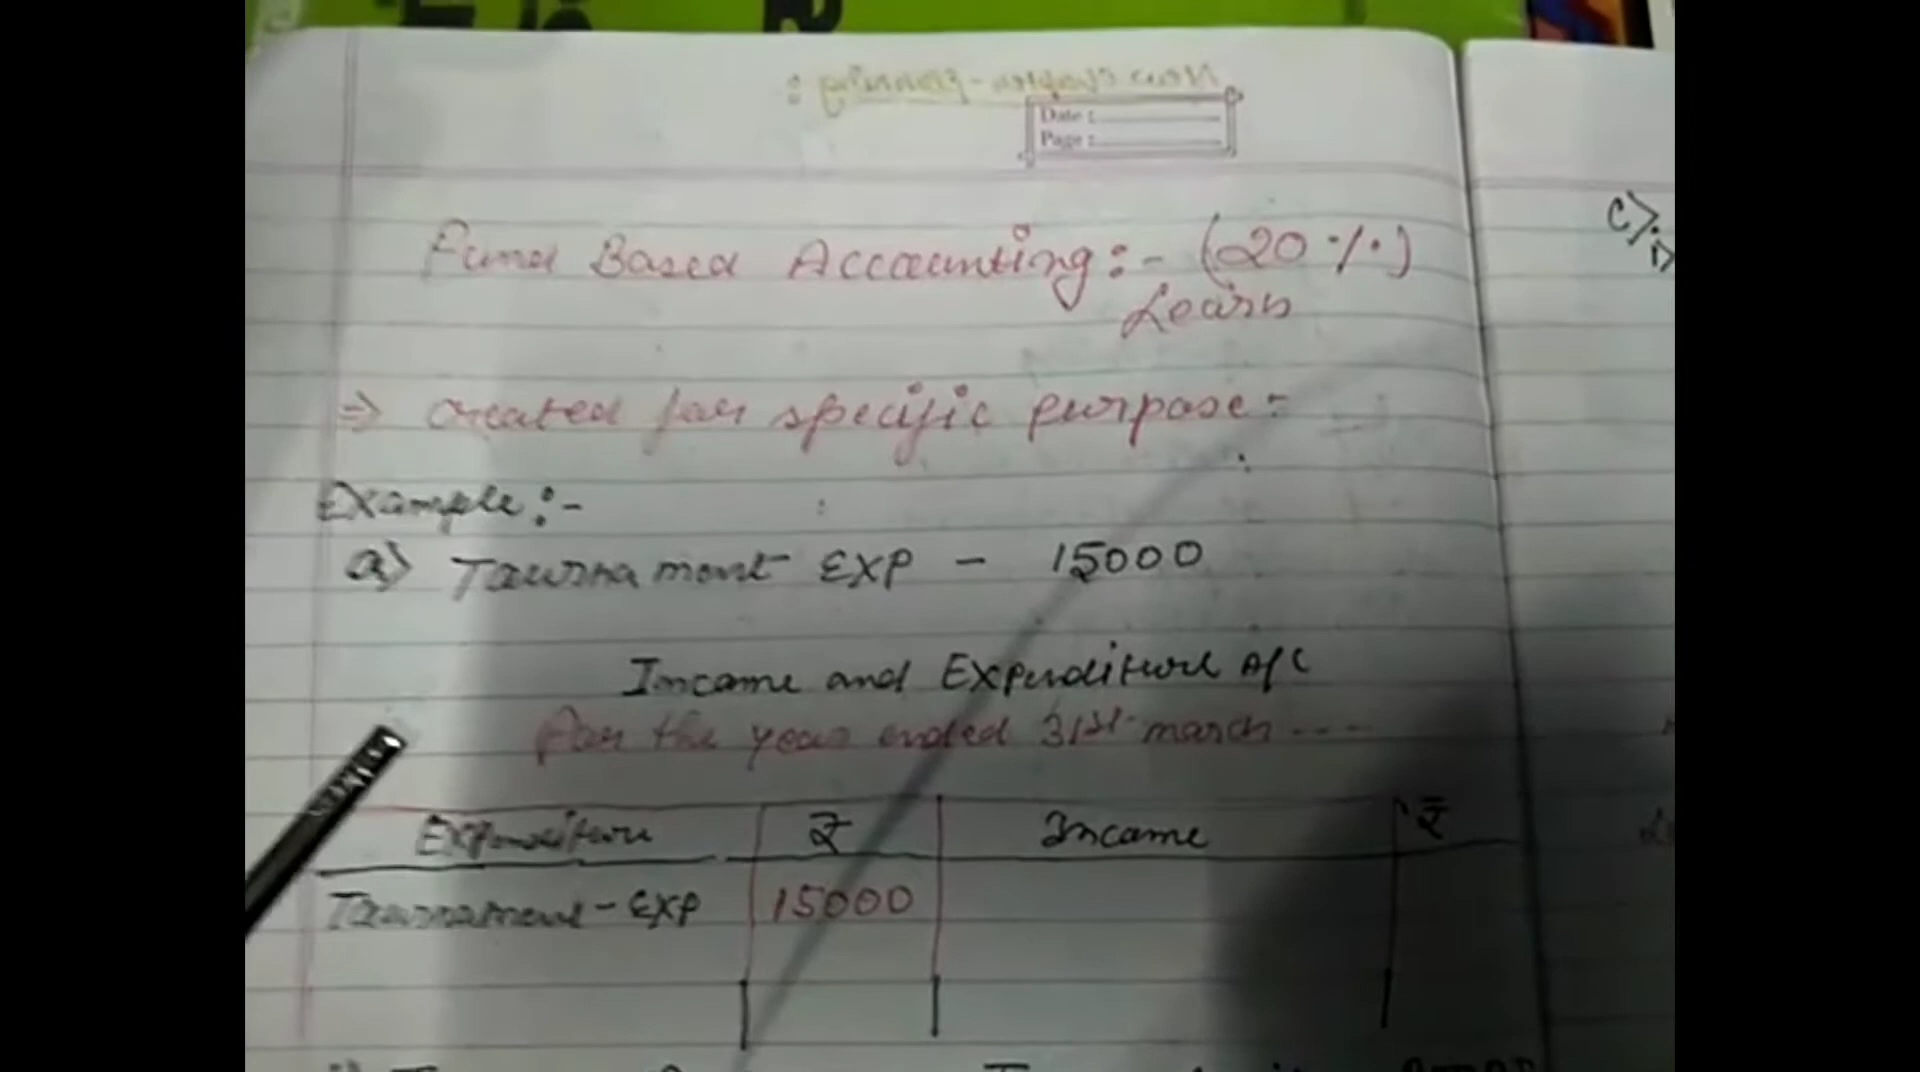 Date :
Page :
Fund Based Accounting :- (20 %)
Learn
⇒ created for specific purpose -
Example :-
a) Tournament Exp - 15000
Income and Expenditure A/c
For the year ended 31st march ----
Expenditure ₹ Income ₹
Tournament - Exp 15000
c)